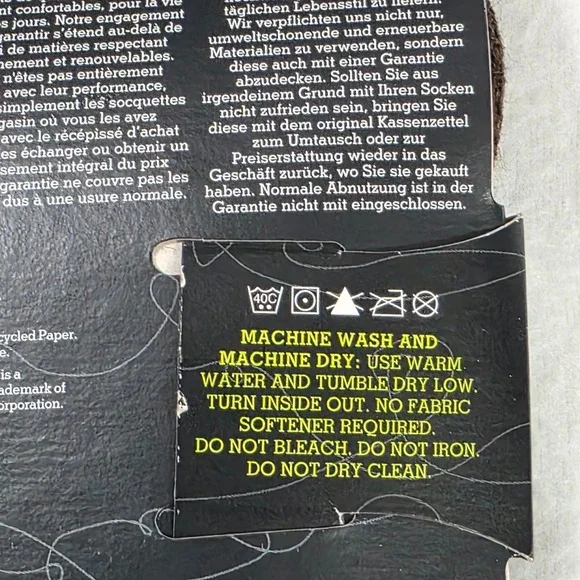 nt confortables, pour la vie
os jours. Notre engagement
garantir s'étend au-delà de
i de matières respectant
nement et renouvelables.
n'êtes pas entièrement
avec leur performance,
simplement les socquettes
gasin où vous les avez
avec le récépissé d'achat
es échanger ou obtenir un
sement intégral du prix
garantie ne couvre pas les
dus à une usure normale.
täglichen Lebensstil zu liefern.
Wir verpflichten uns nicht nur,
umweltschonende und erneuerbare
Materialien zu verwenden, sondern
diese auch mit einer Garantie
abzudecken. Sollten Sie aus
irgendeinem Grund mit Ihren Socken
nicht zufrieden sein, bringen Sie
diese mit dem original Kassenzettel
zum Umtausch oder zur
Preiserstattung wieder in das
Geschäft zurück, wo Sie sie gekauft
haben. Normale Abnutzung ist in der
Garantie nicht mit eingeschlossen.
ycled Paper.
e.
is a
ademark of
orporation.
40C
MACHINE WASH AND
MACHINE DRY: USE WARM
WATER AND TUMBLE DRY LOW.
TURN INSIDE OUT. NO FABRIC
SOFTENER REQUIRED.
DO NOT BLEACH. DO NOT IRON.
DO NOT DRY CLEAN.